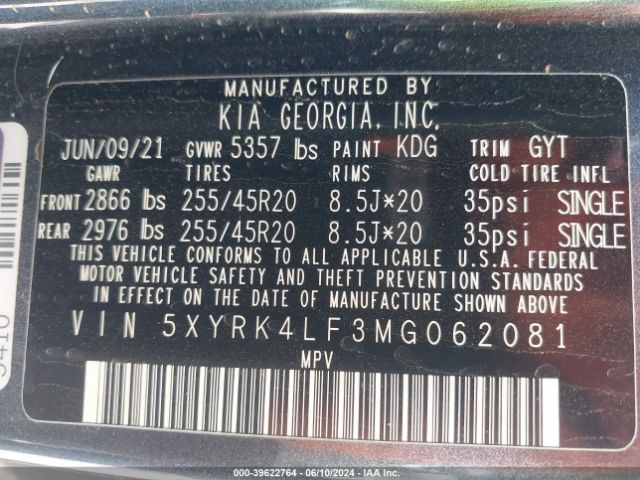 MANUFACTURED BY
KIA GEORGIA, INC.
JUN/09/21 GVWR 5357 lbs PAINT KDG TRIM GYT
GAWR TIRES RIMS COLD TIRE INFL
FRONT 2866 lbs 255/45R20 8.5J*20 35psi SINGLE
REAR 2976 lbs 255/45R20 8.5J*20 35psi SINGLE
THIS VEHICLE CONFORMS TO ALL APPLICABLE U.S.A. FEDERAL
MOTOR VEHICLE SAFETY AND THEFT PREVENTION STANDARDS
IN EFFECT ON THE DATE OF MANUFACTURE SHOWN ABOVE
VIN 5XYRK4LF3MG062081
MPV
000-39622764 - 06/10/2024 - IAA Inc.